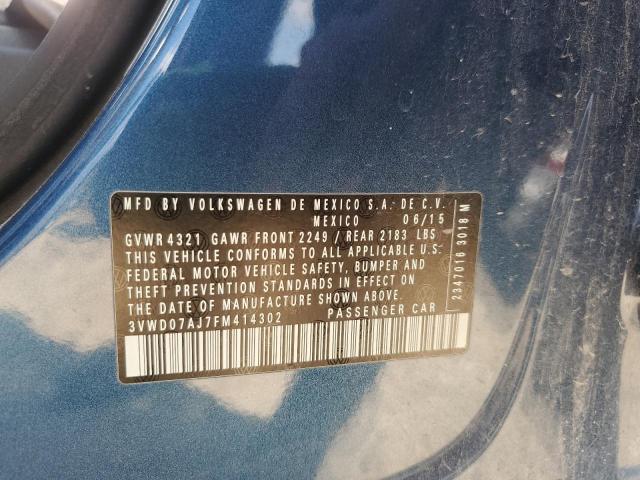 MFD BY VOLKSWAGEN DE MEXICO S.A. DE C.V.
MEXICO 06/15
GVWR 4321 GAWR FRONT 2249 / REAR 2183 LBS
THIS VEHICLE CONFORMS TO ALL APPLICABLE U.S.
FEDERAL MOTOR VEHICLE SAFETY, BUMPER AND
THEFT PREVENTION STANDARDS IN EFFECT ON
THE DATE OF MANUFACTURE SHOWN ABOVE.
3VWD07AJ7FM414302 PASSENGER CAR
2347016 3018 M